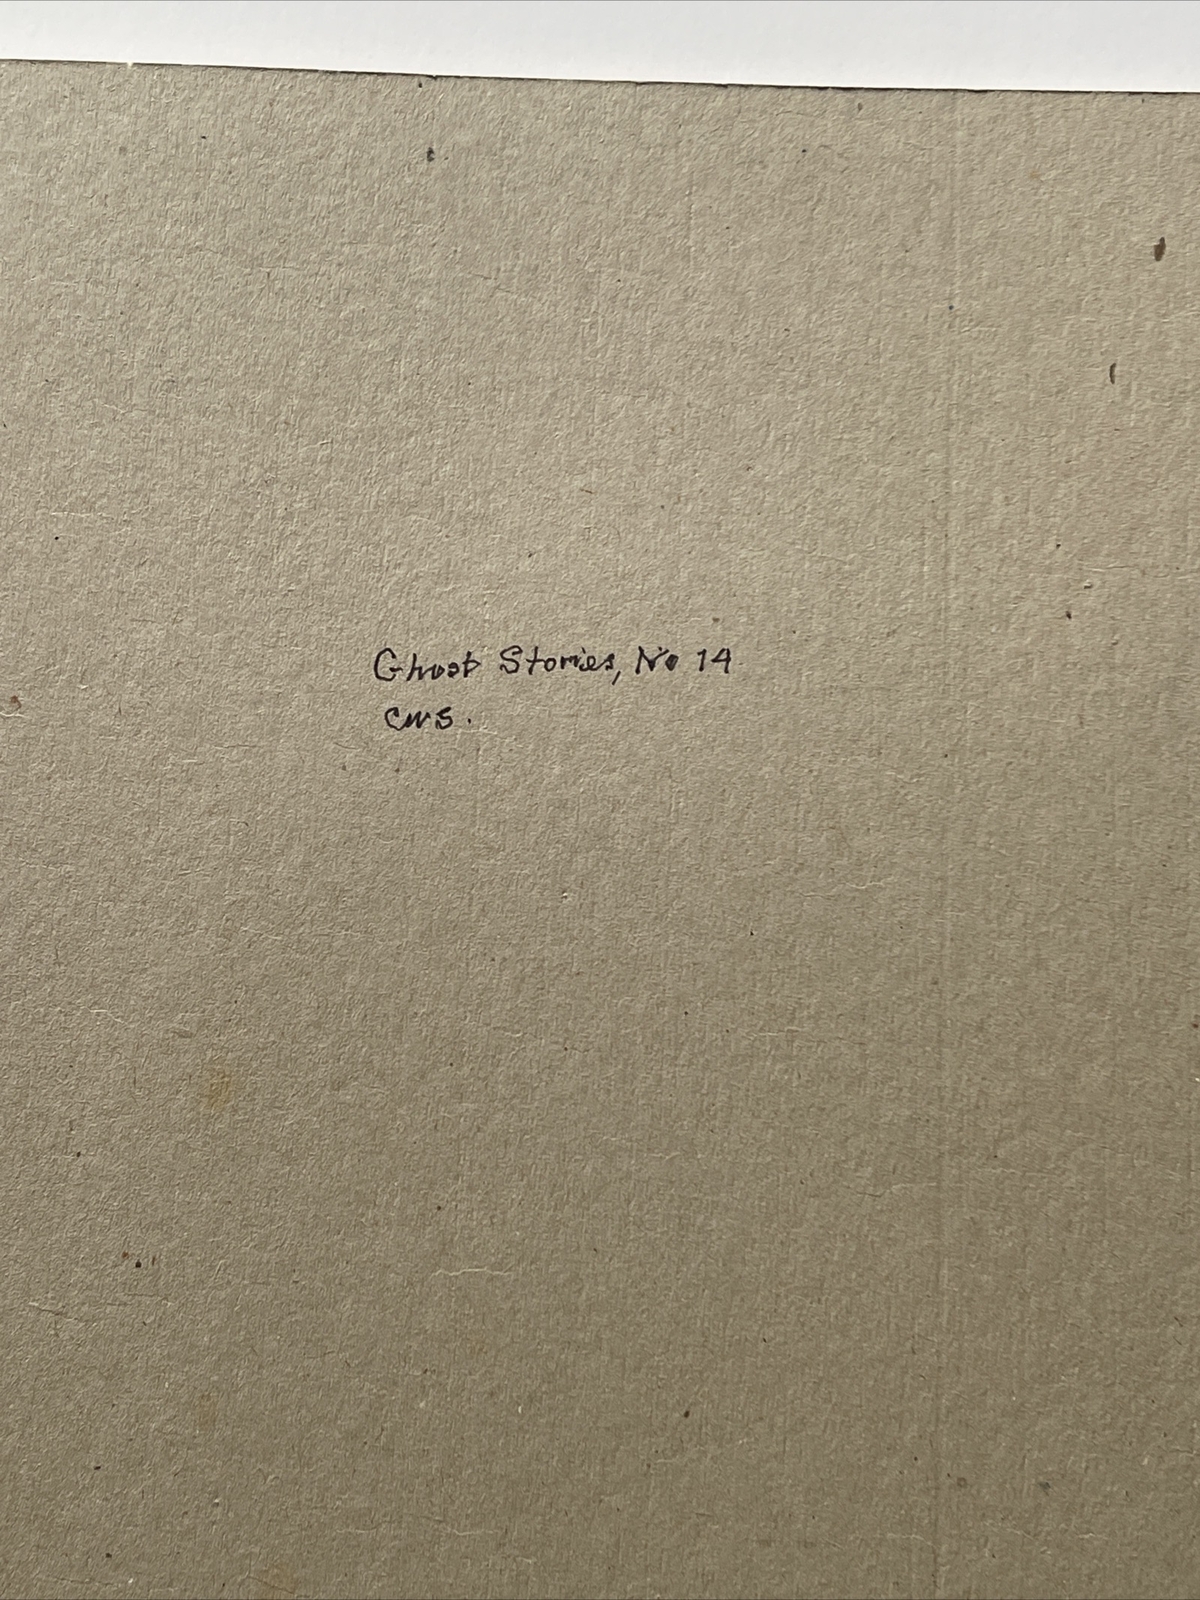 Ghost Stories, No 14
CWS.